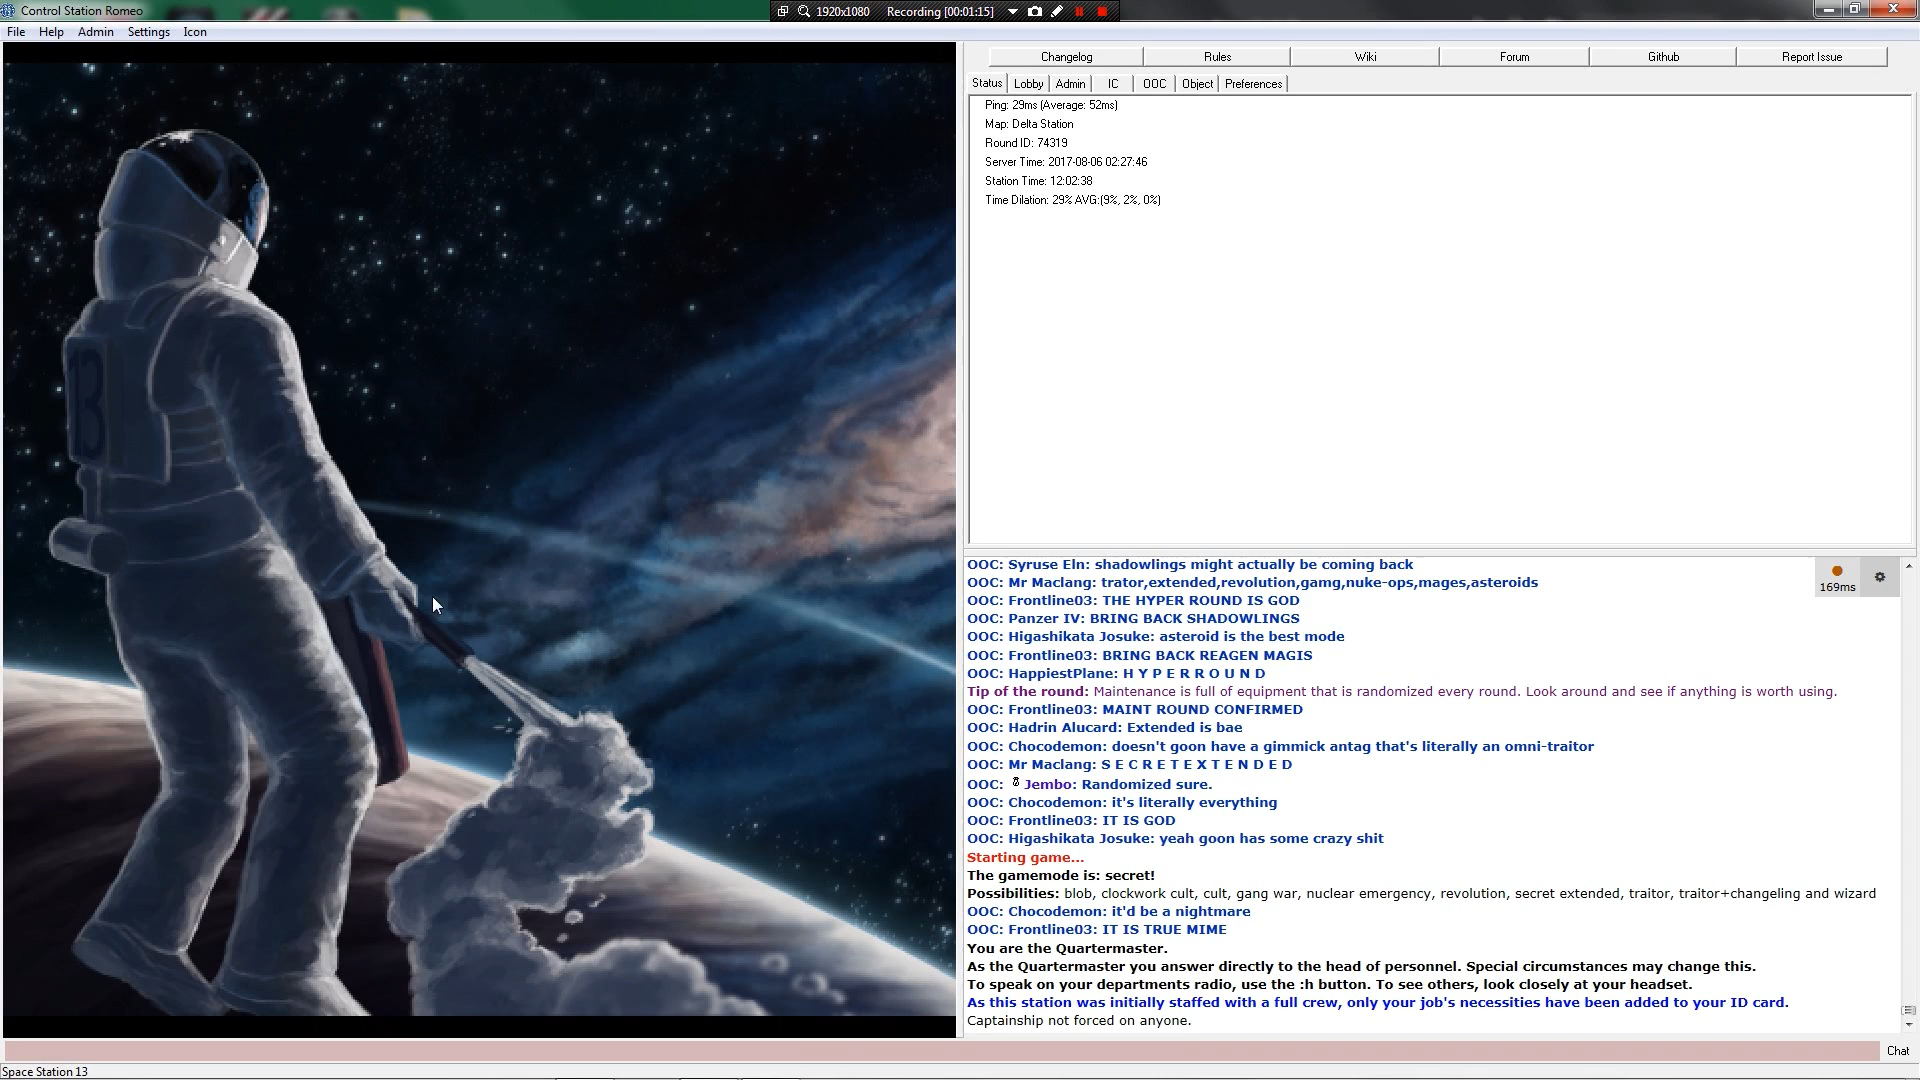 Control Station Romeo
1920x1080 Recording [00:01:15]
File Help Admin Settings Icon
Changelog Rules Wiki Forum Github Report Issue
Status Lobby Admin IC OOC Object Preferences
Ping: 29ms (Average: 52ms)
Map: Delta Station
Round ID: 74319
Server Time: 2017-08-06 02:27:46
Station Time: 12:02:38
Time Dilation: 29% AVG:(9%, 2%, 0%)
13
OOC: Syruse Eln: shadowlings might actually be coming back
169ms
OOC: Mr Maclang: trator,extended,revolution,gamg,nuke-ops,mages,asteroids
OOC: Frontline03: THE HYPER ROUND IS GOD
OOC: Panzer IV: BRING BACK SHADOWLINGS
OOC: Higashikata Josuke: asteroid is the best mode
OOC: Frontline03: BRING BACK REAGEN MAGIS
OOC: HappiestPlane: H Y P E R R O U N D
Tip of the round: Maintenance is full of equipment that is randomized every round. Look around and see if anything is worth using.
OOC: Frontline03: MAINT ROUND CONFIRMED
OOC: Hadrin Alucard: Extended is bae
OOC: Chocodemon: doesn't goon have a gimmick antag that's literally an omni-traitor
OOC: Mr Maclang: S E C R E T E X T E N D E D
OOC: Jembo: Randomized sure.
OOC: Chocodemon: it's literally everything
OOC: Frontline03: IT IS GOD
OOC: Higashikata Josuke: yeah goon has some crazy shit
Starting game...
The gamemode is: secret!
Possibilities: blob, clockwork cult, cult, gang war, nuclear emergency, revolution, secret extended, traitor, traitor+changeling and wizard
OOC: Chocodemon: it'd be a nightmare
OOC: Frontline03: IT IS TRUE MIME
You are the Quartermaster.
As the Quartermaster you answer directly to the head of personnel. Special circumstances may change this.
To speak on your departments radio, use the :h button. To see others, look closely at your headset.
As this station was initially staffed with a full crew, only your job's necessities have been added to your ID card.
Captainship not forced on anyone.
Chat
Space Station 13